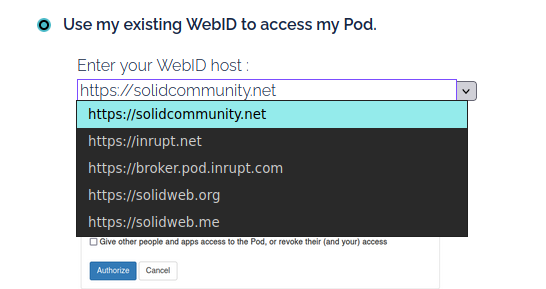 Use my existing WebID to access my Pod.
Enter your WebID host :
https://solidcommunity.net
https://solidcommunity.net
https://inrupt.net
https://broker.pod.inrupt.com
https://solidweb.org
https://solidweb.me
Give other people and apps access to the Pod, or revoke their (and your) access
Authorize Cancel